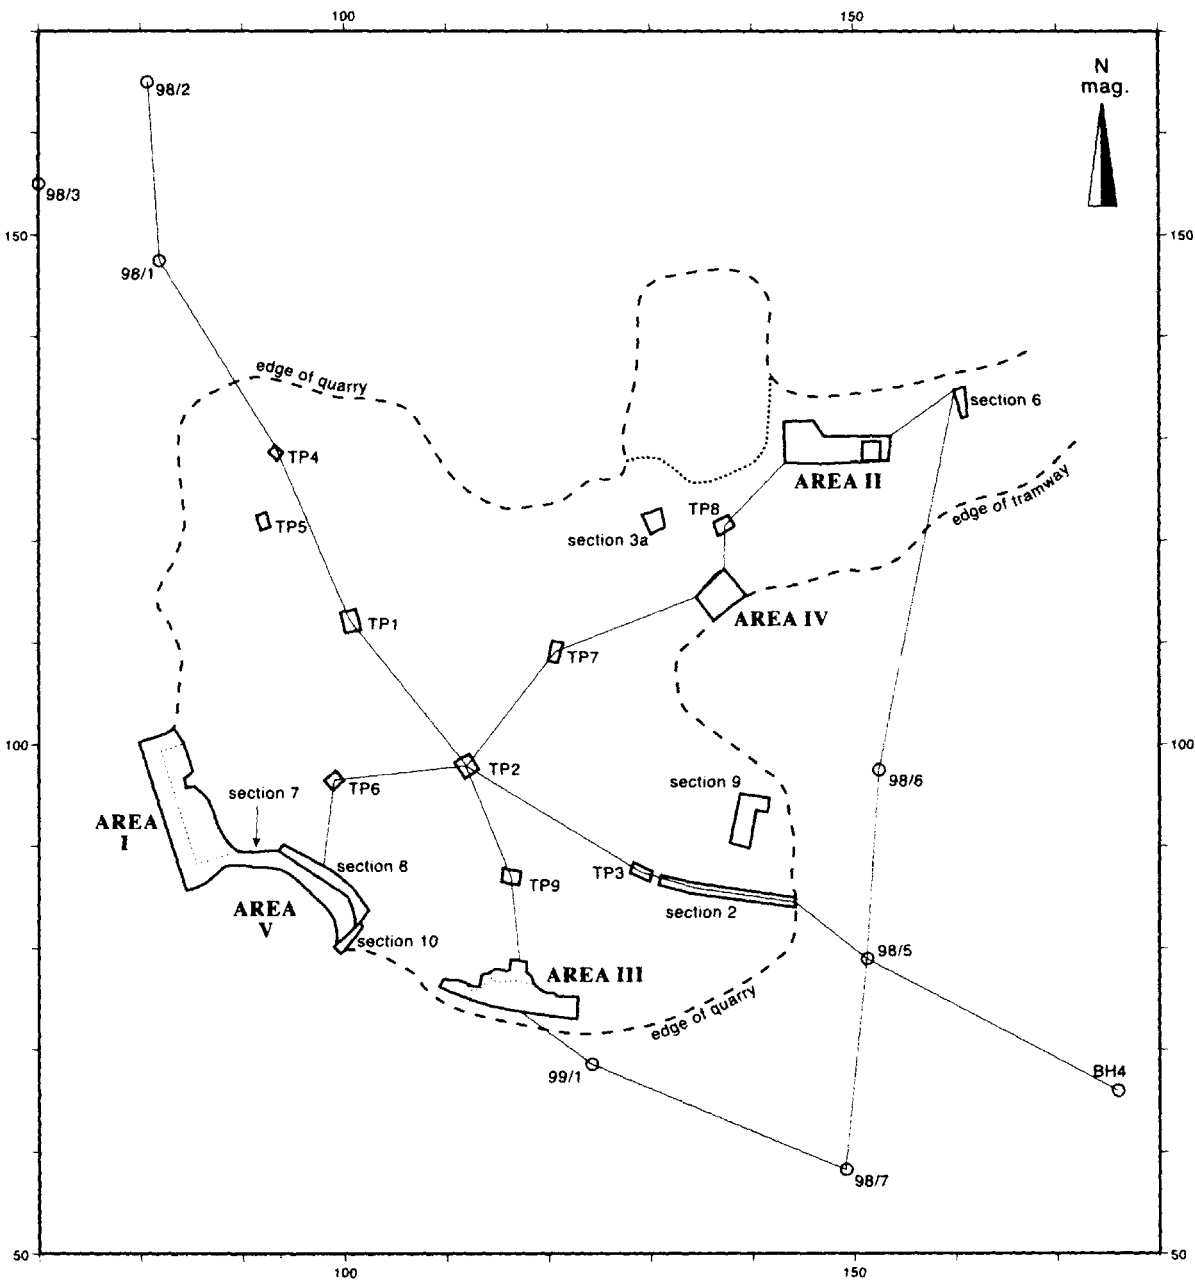 100
150
N
mag.
98/2
98/3
150
150
98/1
edge of quarry
section 6
TP4
AREA II
TP8
edge of tramway
TP5
section 3a
AREA IV
TP1
TP7
100
100
TP2
98/6
section 9
TP6
section 7
AREA
I
section 8
TP3
TP9
section 2
AREA
V
section 10
98/5
AREA III
edge of quarry
99/1
BH4
98/7
50
50
100
150